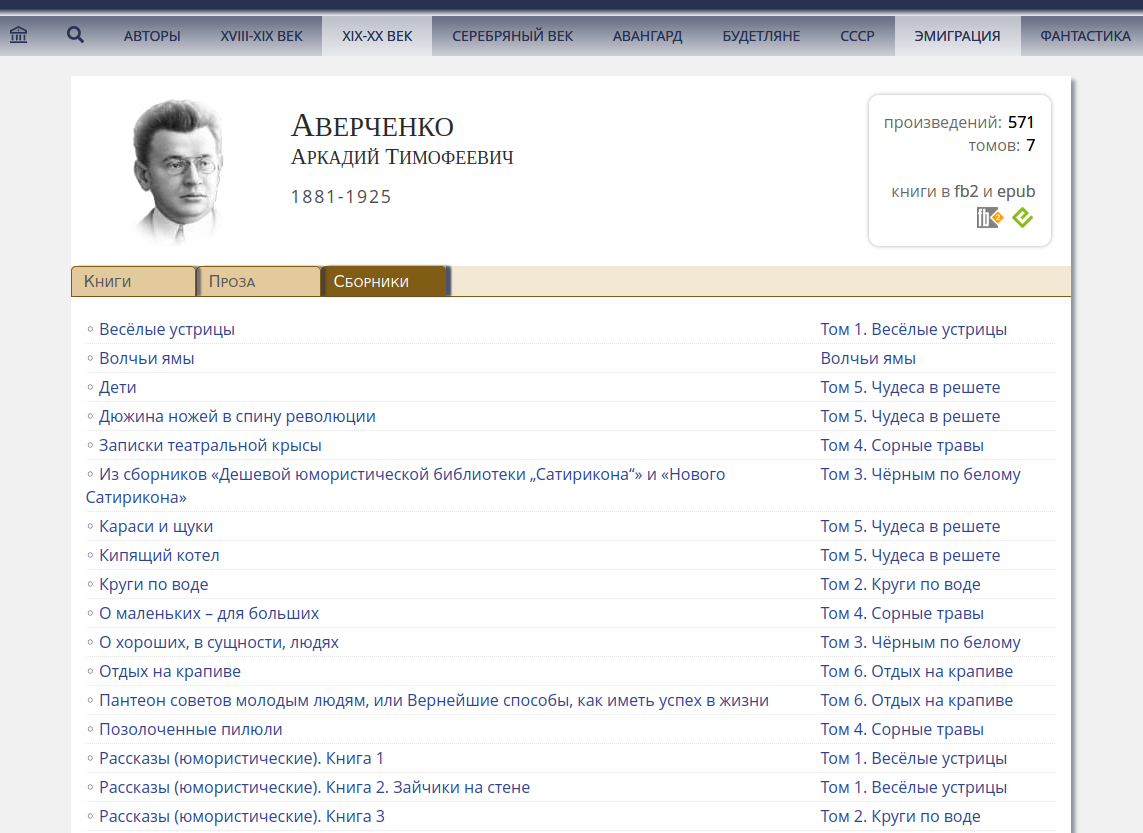 АВТОРЫ XVIII-XIX ВЕК XIX-XX ВЕК СЕРЕБРЯНЫЙ ВЕК АВАНГАРД БУДЕТЛЯНЕ СССР ЭМИГРАЦИЯ ФАНТАСТИКА
Аверченко
Аркадий Тимофеевич
1881-1925
произведений: 571
томов: 7
книги в fb2 и epub
fb2
Книги Проза Сборники
◦ Весёлые устрицы Том 1. Весёлые устрицы
◦ Волчьи ямы Волчьи ямы
◦ Дети Том 5. Чудеса в решете
◦ Дюжина ножей в спину революции Том 5. Чудеса в решете
◦ Записки театральной крысы Том 4. Сорные травы
◦ Из сборников «Дешевой юмористической библиотеки „Сатирикона“» и «Нового Том 3. Чёрным по белому
Сатирикона»
◦ Караси и щуки Том 5. Чудеса в решете
◦ Кипящий котел Том 5. Чудеса в решете
◦ Круги по воде Том 2. Круги по воде
◦ О маленьких – для больших Том 4. Сорные травы
◦ О хороших, в сущности, людях Том 3. Чёрным по белому
◦ Отдых на крапиве Том 6. Отдых на крапиве
◦ Пантеон советов молодым людям, или Вернейшие способы, как иметь успех в жизни Том 6. Отдых на крапиве
◦ Позолоченные пилюли Том 4. Сорные травы
◦ Рассказы (юмористические). Книга 1 Том 1. Весёлые устрицы
◦ Рассказы (юмористические). Книга 2. Зайчики на стене Том 1. Весёлые устрицы
◦ Рассказы (юмористические). Книга 3 Том 2. Круги по воде